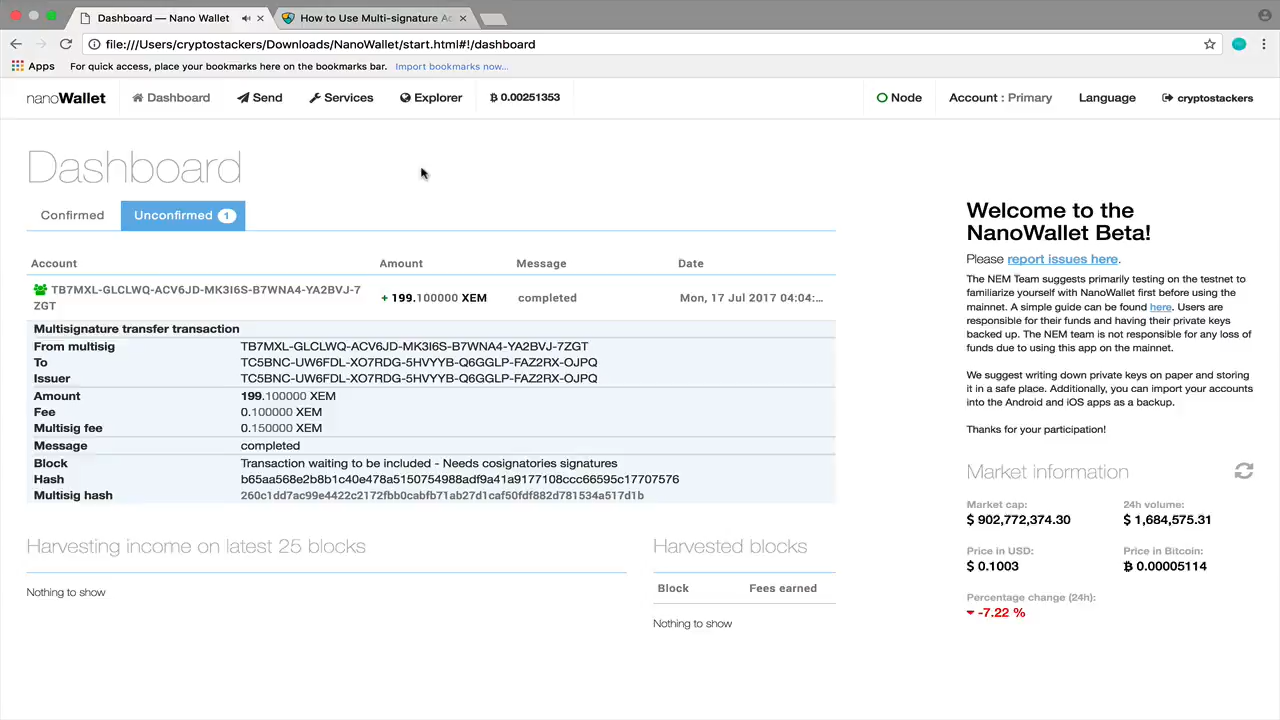 Dashboard — Nano Wallet
How to Use Multi-signature Ac
file:///Users/cryptostackers/Downloads/NanoWallet/start.html#!/dashboard
Apps For quick access, place your bookmarks here on the bookmarks bar. Import bookmarks now...
nanoWallet Dashboard Send Services Explorer ₿ 0.00251353 Node Account : Primary Language cryptostackers
Dashboard
Confirmed Unconfirmed 1
Account Amount Message Date
TB7MXL-GLCLWQ-ACV6JD-MK3I6S-B7WNA4-YA2BVJ-7
ZGT
+ 199.100000 XEM completed Mon, 17 Jul 2017 04:04:...
Multisignature transfer transaction
From multisig TB7MXL-GLCLWQ-ACV6JD-MK3I6S-B7WNA4-YA2BVJ-7ZGT
To TC5BNC-UW6FDL-XO7RDG-5HVYYB-Q6GGLP-FAZ2RX-OJPQ
Issuer TC5BNC-UW6FDL-XO7RDG-5HVYYB-Q6GGLP-FAZ2RX-OJPQ
Amount 199.100000 XEM
Fee 0.100000 XEM
Multisig fee 0.150000 XEM
Message completed
Block Transaction waiting to be included - Needs cosignatories signatures
Hash b65aa568e2b8b1c40e478a5150754988adf9a41a9177108ccc66595c17707576
Multisig hash 260c1dd7ac99e4422c2172fbb0cabfb71ab27d1caf50fdf882d781534a517d1b
Harvesting income on latest 25 blocks
Nothing to show
Harvested blocks
Block Fees earned
Nothing to show
Welcome to the
NanoWallet Beta!
Please report issues here.
The NEM Team suggests primarily testing on the testnet to
familiarize yourself with NanoWallet first before using the
mainnet. A simple guide can be found here. Users are
responsible for their funds and having their private keys
backed up. The NEM team is not responsible for any loss of
funds due to using this app on the mainnet.
We suggest writing down private keys on paper and storing
it in a safe place. Additionally, you can import your accounts
into the Android and iOS apps as a backup.
Thanks for your participation!
Market information
Market cap: 24h volume:
$ 902,772,374.30 $ 1,684,575.31
Price in USD: Price in Bitcoin:
$ 0.1003 ₿ 0.00005114
Percentage change (24h):
-7.22 %